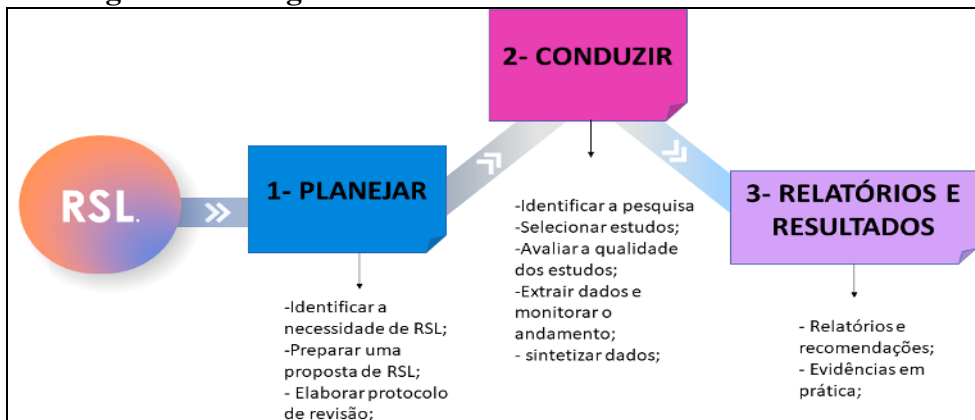 RSL.
1- PLANEJAR
-Identificar a
necessidade de RSL;
-Preparar uma
proposta de RSL;
- Elaborar protocolo
de revisão;
2- CONDUZIR
-Identificar a pesquisa
-Selecionar estudos;
-Avaliar a qualidade
dos estudos;
-Extrair dados e
monitorar o
andamento;
- sintetizar dados;
3- RELATÓRIOS E
RESULTADOS
- Relatórios e
recomendações;
- Evidências em
prática;